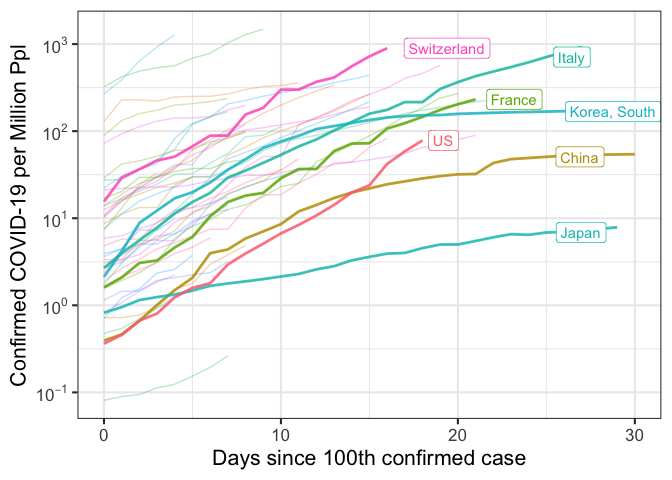 Confirmed COVID-19 per Million Ppl
10³
10²
10¹
10⁰
10⁻¹
Switzerland
Italy
France
Korea, South
US
China
Japan
0
10
20
30
Days since 100th confirmed case